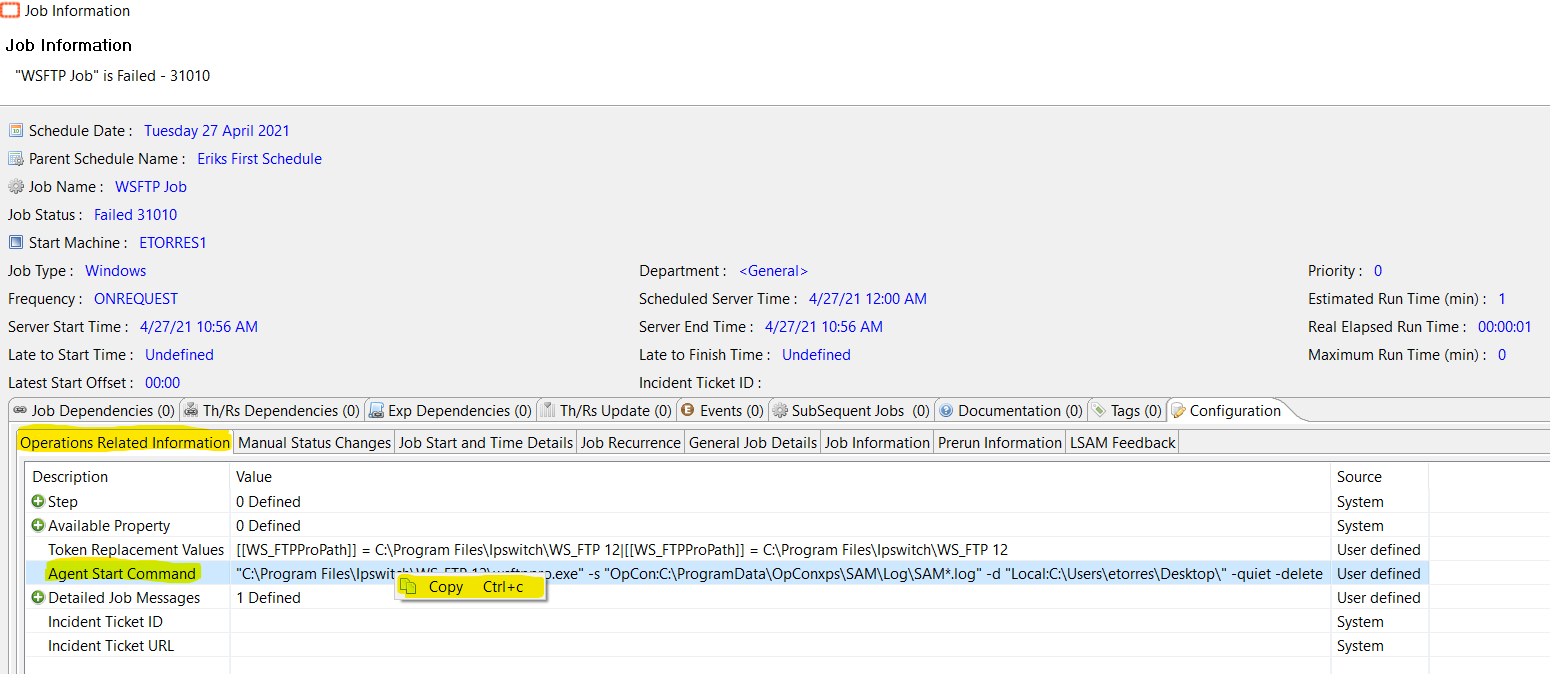 Job Information
Job Information
"WSFTP Job" is Failed - 31010
Schedule Date : Tuesday 27 April 2021
Parent Schedule Name : Eriks First Schedule
Job Name : WSFTP Job
Job Status : Failed 31010
Start Machine : ETORRES1
Job Type : Windows Department : <General> Priority : 0
Frequency : ONREQUEST Scheduled Server Time : 4/27/21 12:00 AM Estimated Run Time (min) : 1
Server Start Time : 4/27/21 10:56 AM Server End Time : 4/27/21 10:56 AM Real Elapsed Run Time : 00:00:01
Late to Start Time : Undefined Late to Finish Time : Undefined Maximum Run Time (min) : 0
Latest Start Offset : 00:00 Incident Ticket ID :
Job Dependencies (0) Th/Rs Dependencies (0) Exp Dependencies (0) Th/Rs Update (0) Events (0) SubSequent Jobs (0) Documentation (0) Tags (0) Configuration
Operations Related Information Manual Status Changes Job Start and Time Details Job Recurrence General Job Details Job Information Prerun Information LSAM Feedback
Description Value Source
Step 0 Defined System
Available Property 0 Defined System
Token Replacement Values [[WS_FTPProPath]] = C:\Program Files\Ipswitch\WS_FTP 12|[[WS_FTPProPath]] = C:\Program Files\Ipswitch\WS_FTP 12 User defined
Agent Start Command "C:\Program Files\Ipswitch\WS_FTP 12\wsftppro.exe" -s "OpCon:C:\ProgramData\OpConxps\SAM\Log\SAM*.log" -d "Local:C:\Users\etorres\Desktop\" -quiet -delete User defined
Copy Ctrl+c
Detailed Job Messages 1 Defined User defined
Incident Ticket ID System
Incident Ticket URL System